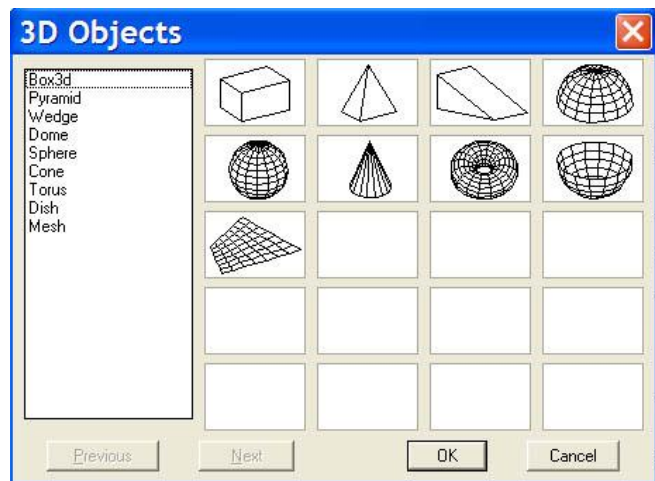 3D Objects
Box3d
Pyramid
Wedge
Dome
Sphere
Cone
Torus
Dish
Mesh
Previous
Next
OK
Cancel